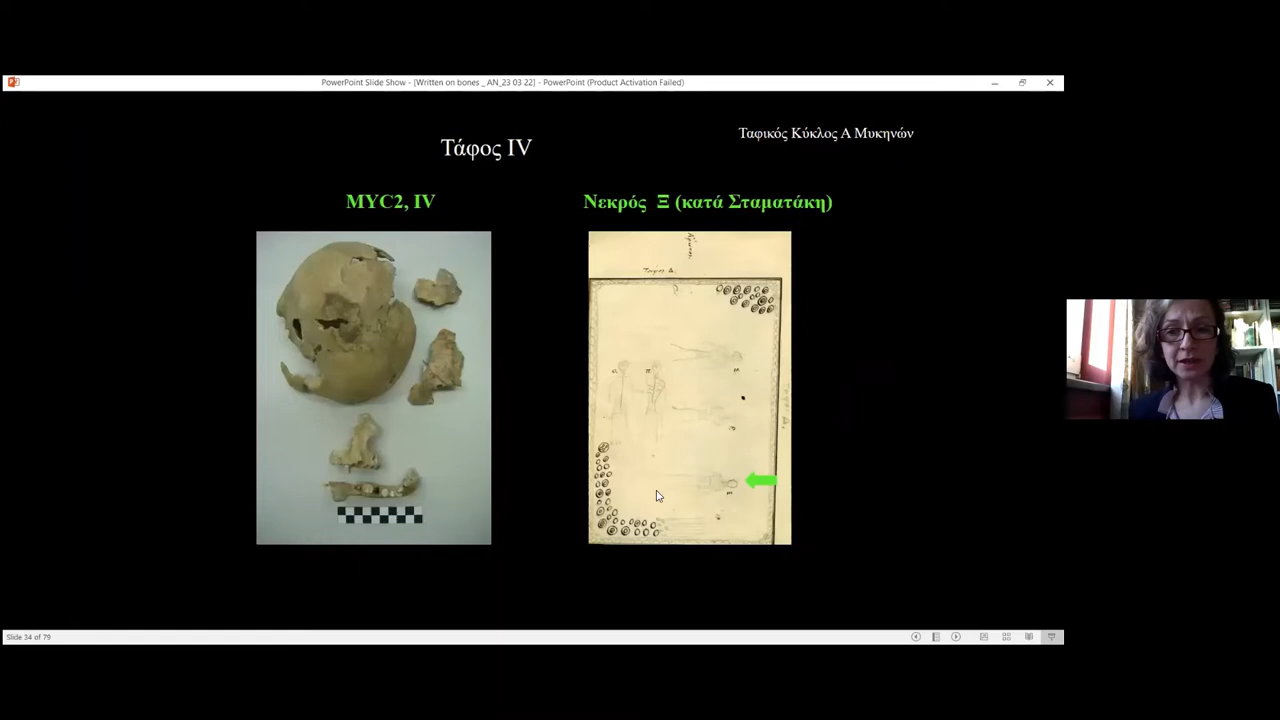 PowerPoint Slide Show - [Written on bones _ AN_23 03 22] - PowerPoint (Product Activation Failed)
Ταφικός Κύκλος Α Μυκηνών
Τάφος IV
MYC2, IV
Νεκρός Ξ (κατά Σταματάκη)
Slide 34 of 79